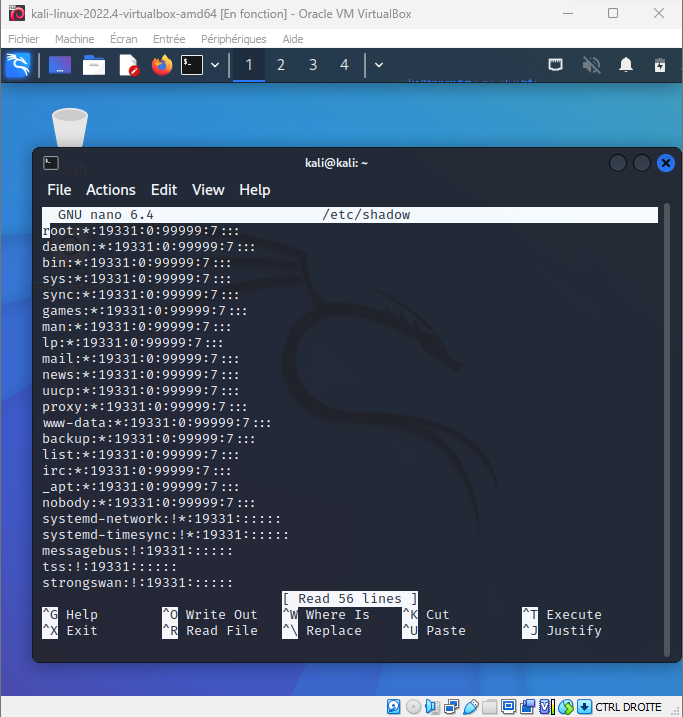 kali-linux-2022.4-virtualbox-amd64 [En fonction] - Oracle VM VirtualBox
Fichier Machine Écran Entrée Périphériques Aide
1 2 3 4
kali@kali: ~
File Actions Edit View Help
GNU nano 6.4 /etc/shadow
root:*:19331:0:99999:7:::
daemon:*:19331:0:99999:7:::
bin:*:19331:0:99999:7:::
sys:*:19331:0:99999:7:::
sync:*:19331:0:99999:7:::
games:*:19331:0:99999:7:::
man:*:19331:0:99999:7:::
lp:*:19331:0:99999:7:::
mail:*:19331:0:99999:7:::
news:*:19331:0:99999:7:::
uucp:*:19331:0:99999:7:::
proxy:*:19331:0:99999:7:::
www-data:*:19331:0:99999:7:::
backup:*:19331:0:99999:7:::
list:*:19331:0:99999:7:::
irc:*:19331:0:99999:7:::
_apt:*:19331:0:99999:7:::
nobody:*:19331:0:99999:7:::
systemd-network:!*:19331::::::
systemd-timesync:!*:19331::::::
messagebus:!:19331::::::
tss:!:19331::::::
strongswan:!:19331::::::
[ Read 56 lines ]
^G Help ^O Write Out ^W Where Is ^K Cut ^T Execute
^X Exit ^R Read File ^\ Replace ^U Paste ^J Justify
CTRL DROITE